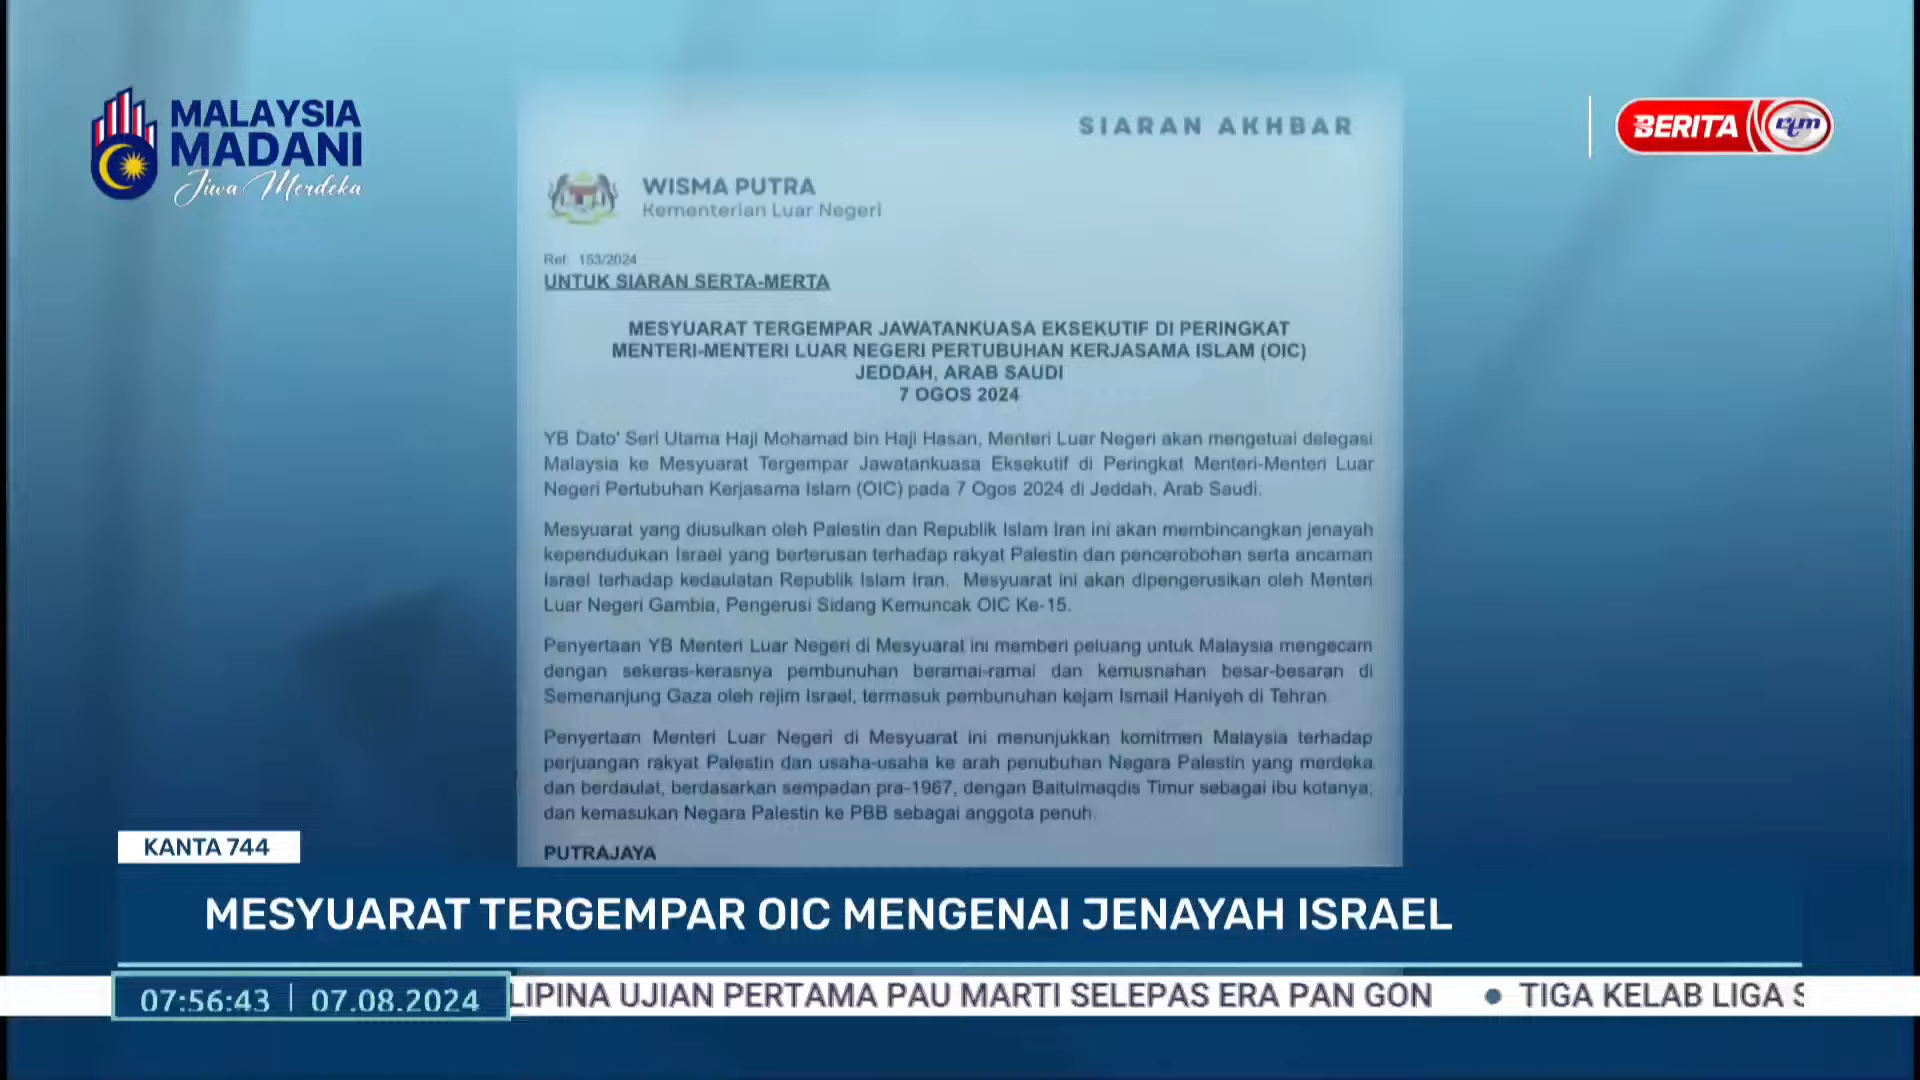 MALAYSIA
MADANI
Jiwa Merdeka
BERITA rtm
SIARAN AKHBAR
WISMA PUTRA
Kementerian Luar Negeri
Ref: 153/2024
UNTUK SIARAN SERTA-MERTA
MESYUARAT TERGEMPAR JAWATANKUASA EKSEKUTIF DI PERINGKAT
MENTERI-MENTERI LUAR NEGERI PERTUBUHAN KERJASAMA ISLAM (OIC)
JEDDAH, ARAB SAUDI
7 OGOS 2024
YB Dato' Seri Utama Haji Mohamad bin Haji Hasan, Menteri Luar Negeri akan mengetuai delegasi
Malaysia ke Mesyuarat Tergempar Jawatankuasa Eksekutif di Peringkat Menteri-Menteri Luar
Negeri Pertubuhan Kerjasama Islam (OIC) pada 7 Ogos 2024 di Jeddah, Arab Saudi.
Mesyuarat yang diusulkan oleh Palestin dan Republik Islam Iran ini akan membincangkan jenayah
kependudukan Israel yang berterusan terhadap rakyat Palestin dan pencerobohan serta ancaman
Israel terhadap kedaulatan Republik Islam Iran. Mesyuarat ini akan dipengerusikan oleh Menteri
Luar Negeri Gambia, Pengerusi Sidang Kemuncak OIC Ke-15.
Penyertaan YB Menteri Luar Negeri di Mesyuarat ini memberi peluang untuk Malaysia mengecam
dengan sekeras-kerasnya pembunuhan beramai-ramai dan kemusnahan besar-besaran di
Semenanjung Gaza oleh rejim Israel, termasuk pembunuhan kejam Ismail Haniyeh di Tehran.
Penyertaan Menteri Luar Negeri di Mesyuarat ini menunjukkan komitmen Malaysia terhadap
perjuangan rakyat Palestin dan usaha-usaha ke arah penubuhan Negara Palestin yang merdeka
dan berdaulat, berdasarkan sempadan pra-1967, dengan Baitulmaqdis Timur sebagai ibu kotanya,
dan kemasukan Negara Palestin ke PBB sebagai anggota penuh.
PUTRAJAYA
KANTA 744
MESYUARAT TERGEMPAR OIC MENGENAI JENAYAH ISRAEL
07:56:43 | 07.08.2024 LIPINA UJIAN PERTAMA PAU MARTI SELEPAS ERA PAN GON • TIGA KELAB LIGA S